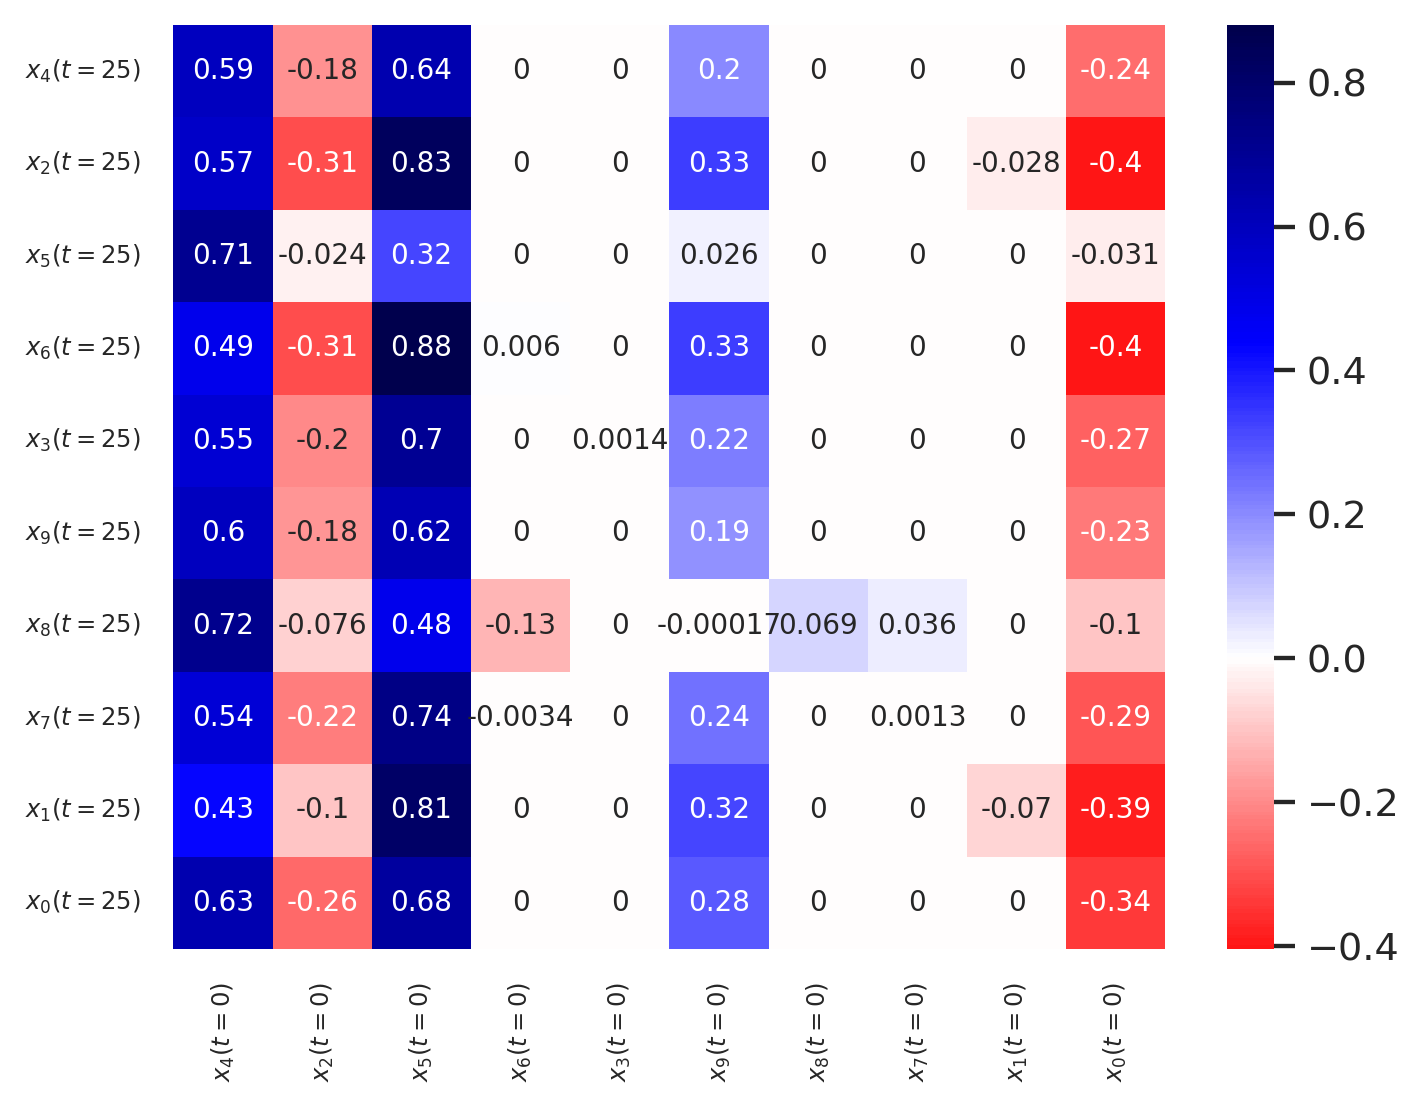 x₄(t = 25) 0.59 -0.18 0.64 0 0 0.2 0 0 0 -0.24
x₂(t = 25) 0.57 -0.31 0.83 0 0 0.33 0 0 -0.028 -0.4
x₅(t = 25) 0.71 -0.024 0.32 0 0 0.026 0 0 0 -0.031
x₆(t = 25) 0.49 -0.31 0.88 0.006 0 0.33 0 0 0 -0.4
x₃(t = 25) 0.55 -0.2 0.7 0 0.0014 0.22 0 0 0 -0.27
x₉(t = 25) 0.6 -0.18 0.62 0 0 0.19 0 0 0 -0.23
x₈(t = 25) 0.72 -0.076 0.48 -0.13 0 -0.00017 0.069 0.036 0 -0.1
x₇(t = 25) 0.54 -0.22 0.74 -0.0034 0 0.24 0 0.0013 0 -0.29
x₁(t = 25) 0.43 -0.1 0.81 0 0 0.32 0 0 -0.07 -0.39
x₀(t = 25) 0.63 -0.26 0.68 0 0 0.28 0 0 0 -0.34
x₄(t = 0) x₂(t = 0) x₅(t = 0) x₆(t = 0) x₃(t = 0) x₉(t = 0) x₈(t = 0) x₇(t = 0) x₁(t = 0) x₀(t = 0)
0.8
0.6
0.4
0.2
0.0
−0.2
−0.4